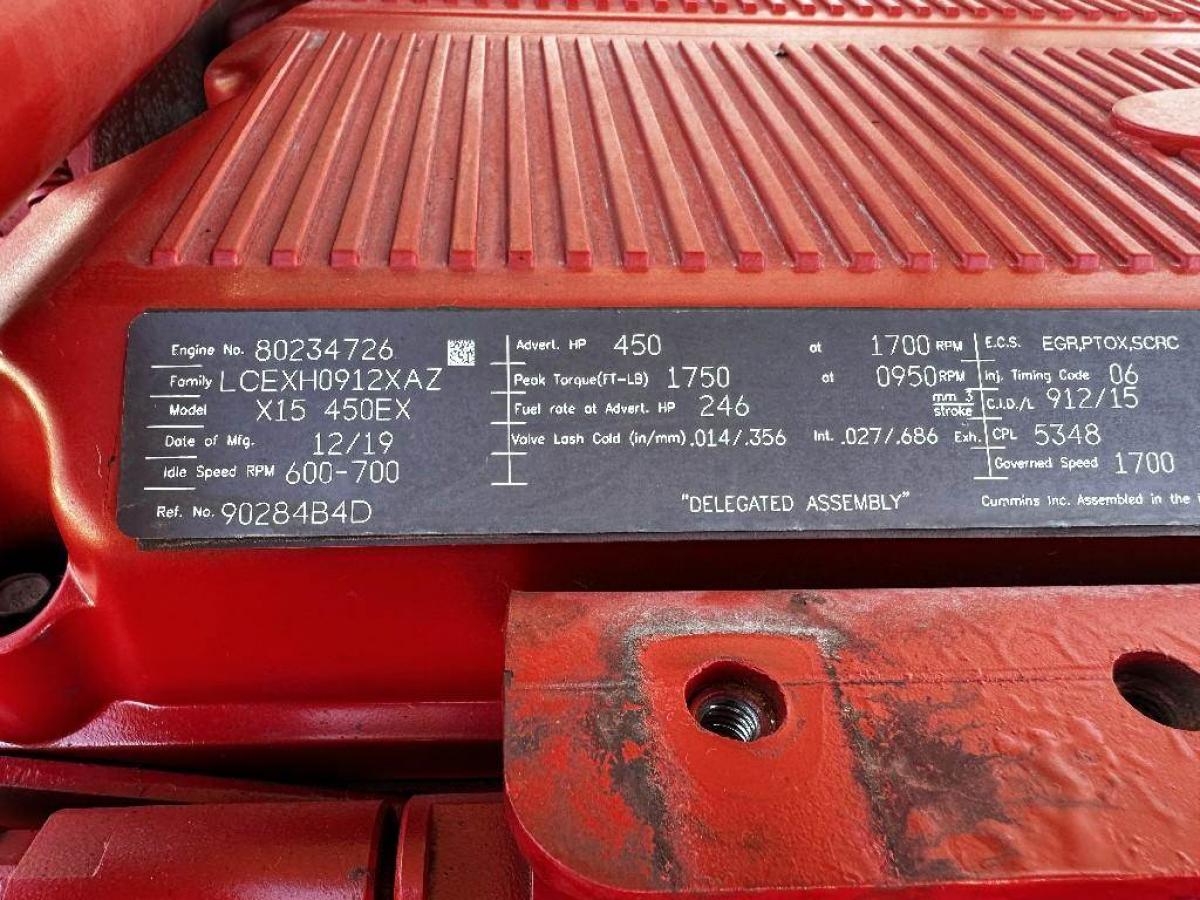 Engine No. 80234726
Family LCEXH0912XAZ
Model X15 450EX
Date of Mfg. 12/19
Idle Speed RPM 600-700
Ref. No. 90284B4D
Advert. HP 450 at 1700 RPM
Peak Torque(FT-LB) 1750 at 0950 RPM
Fuel rate at Advert. HP 246 mm 3 stroke
Valve Lash Cold (in/mm) .014/.356 Int. .027/.686 Exh.
"DELEGATED ASSEMBLY"
E.C.S. EGR,PTOX,SCRC
Inj. Timing Code 06
C.I.D./L 912/15
CPL 5348
Governed Speed 1700
Cummins Inc. Assembled in the